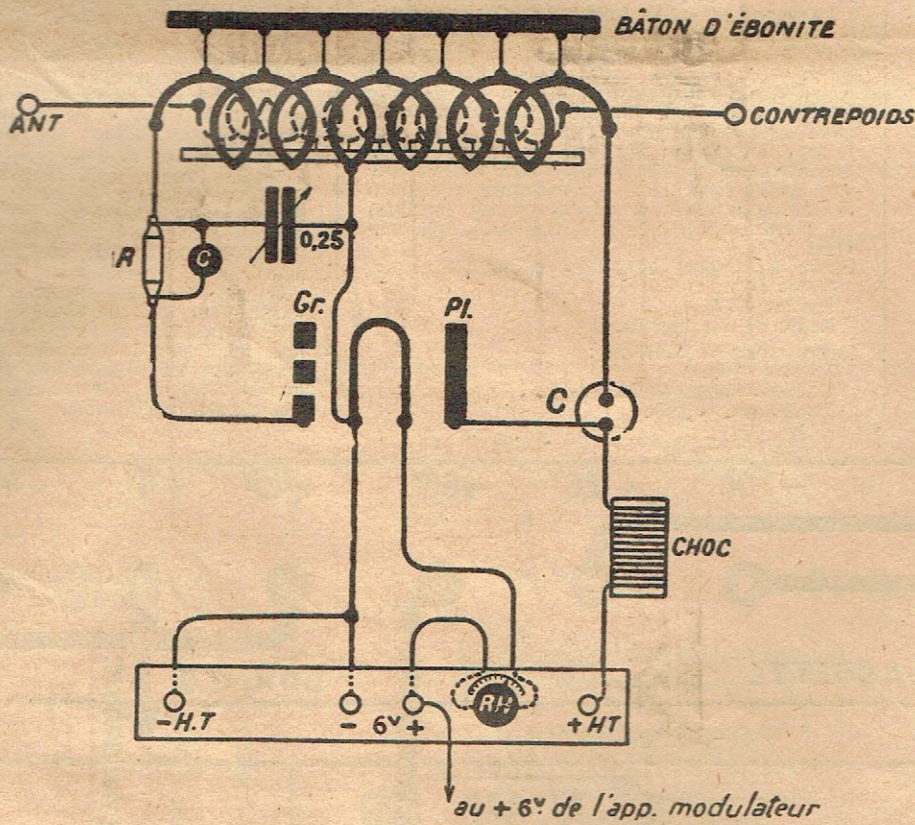 BÂTON D'ÉBONITE
ANT
CONTREPOIDS
R
C
0,25
Gr.
Pl.
C
CHOC
-H.T
- 6ᵛ +
RH
+HT
au + 6ᵛ. de l'app. modulateur